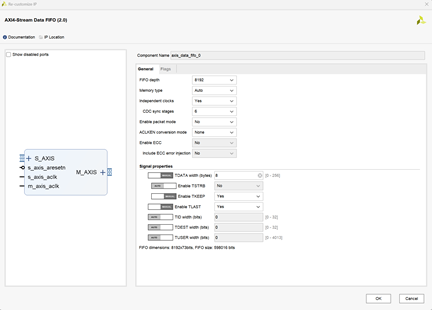 Re-customize IP
AXI4-Stream Data FIFO (2.0)
Documentation IP Location
Show disabled ports
Component Name axis_data_fifo_0
General Flags
FIFO depth 8192
Memory type Auto
Independent clocks Yes
CDC sync stages 6
Enable packet mode No
ACLKEN conversion mode None
Enable ECC No
Include ECC error injection No
Signal properties
TDATA width (bytes) 8 [0 - 256]
Enable TSTRB No
Enable TKEEP Yes
Enable TLAST Yes
TID width (bits) 0 [0 - 32]
TDEST width (bits) 0 [0 - 32]
TUSER width (bits) 0
FIFO dimensions: 8192x73bits, FIFO size: 598016 bits
S_AXIS
s_axis_aresetn
s_axis_aclk
m_axis_aclk
M_AXIS
OK Cancel